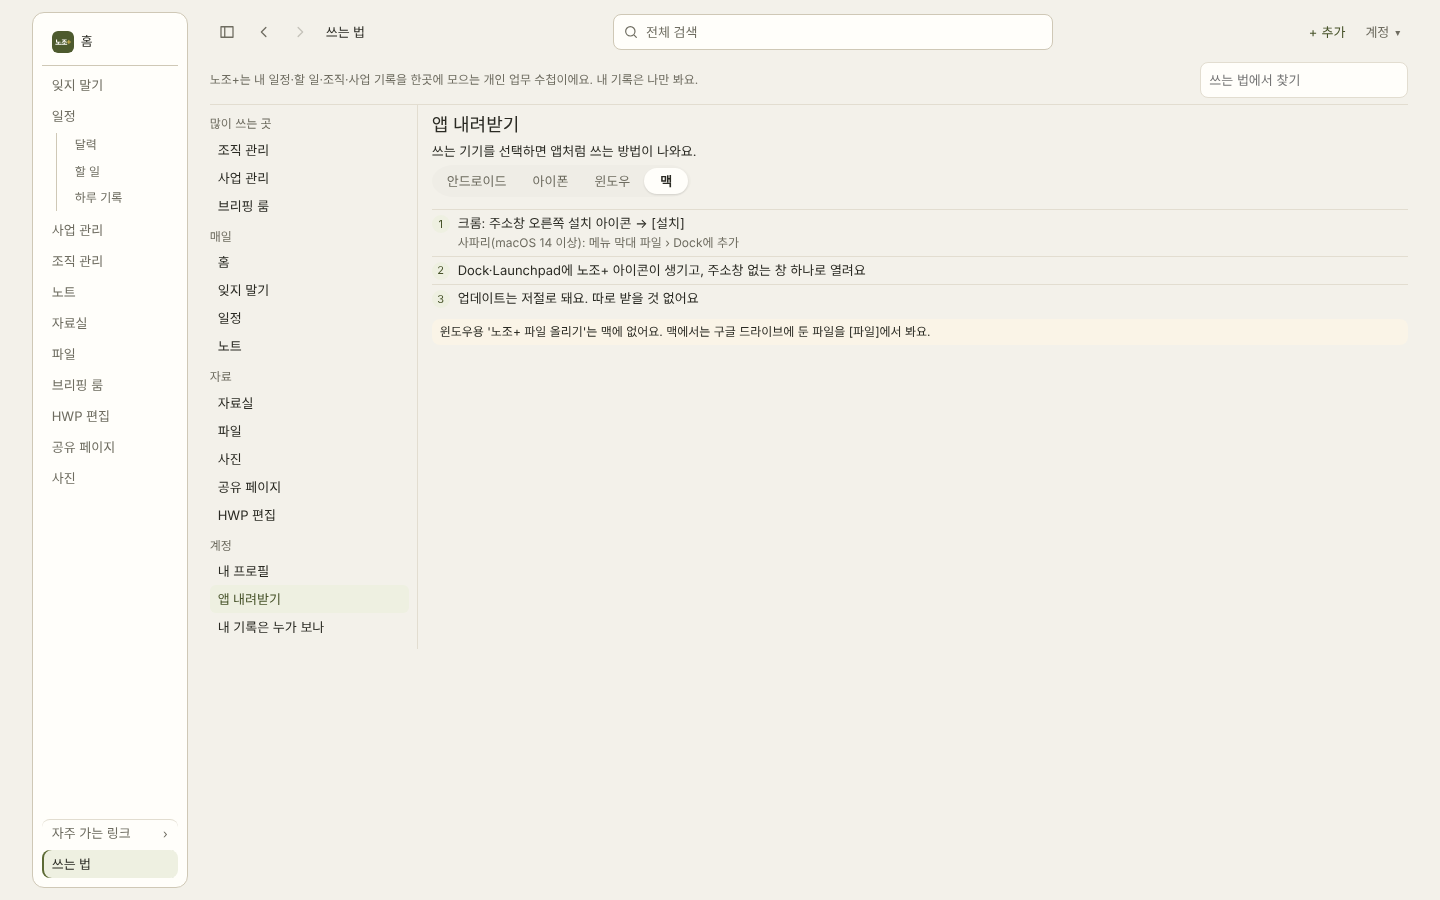 노조+ 홈
잊지 말기
일정
달력
할 일
하루 기록
사업 관리
조직 관리
노트
자료실
파일
브리핑 룸
HWP 편집
공유 페이지
사진
자주 가는 링크 ›
쓰는 법
쓰는 법
전체 검색
+ 추가
계정 ▾
노조+는 내 일정·할 일·조직·사업 기록을 한곳에 모으는 개인 업무 수첩이에요. 내 기록은 나만 봐요.
쓰는 법에서 찾기
많이 쓰는 곳
조직 관리
사업 관리
브리핑 룸
매일
홈
잊지 말기
일정
노트
자료
자료실
파일
사진
공유 페이지
HWP 편집
계정
내 프로필
앱 내려받기
내 기록은 누가 보나
앱 내려받기
쓰는 기기를 선택하면 앱처럼 쓰는 방법이 나와요.
안드로이드 아이폰 윈도우 맥
1 크롬: 주소창 오른쪽 설치 아이콘 → [설치]
사파리(macOS 14 이상): 메뉴 막대 파일 › Dock에 추가
2 Dock·Launchpad에 노조+ 아이콘이 생기고, 주소창 없는 창 하나로 열려요
3 업데이트는 저절로 돼요. 따로 받을 것 없어요
윈도우용 '노조+ 파일 올리기'는 맥에 없어요. 맥에서는 구글 드라이브에 둔 파일을 [파일]에서 봐요.